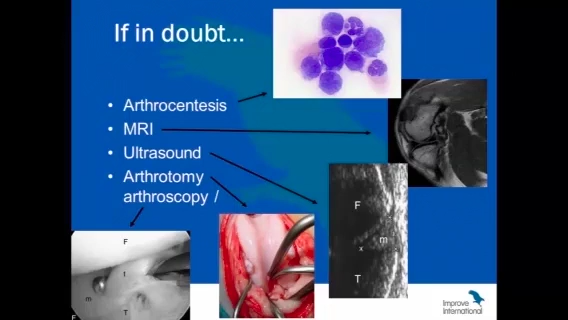 If in doubt...
• Arthrocentesis
• MRI
• Ultrasound
• Arthrotomy
arthroscopy /
F
m
x
T
F
t
m
T
F
Improve
International